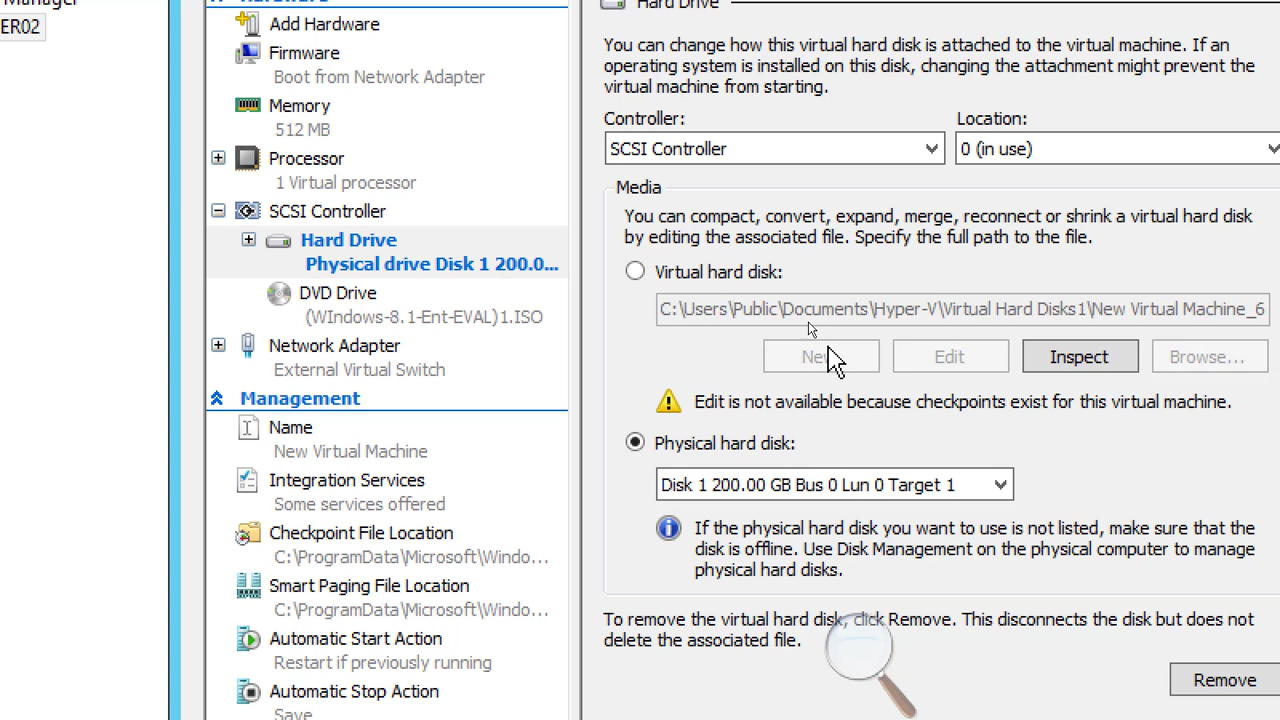 Manager
ER02
Hardware
Add Hardware
Firmware
Boot from Network Adapter
Memory
512 MB
Processor
1 Virtual processor
SCSI Controller
Hard Drive
Physical drive Disk 1 200.0...
DVD Drive
(WIndows-8.1-Ent-EVAL)1.ISO
Network Adapter
External Virtual Switch
Management
Name
New Virtual Machine
Integration Services
Some services offered
Checkpoint File Location
C:\ProgramData\Microsoft\Windo...
Smart Paging File Location
C:\ProgramData\Microsoft\Windo...
Automatic Start Action
Restart if previously running
Automatic Stop Action
Save
Hard Drive
You can change how this virtual hard disk is attached to the virtual machine. If an
operating system is installed on this disk, changing the attachment might prevent the
virtual machine from starting.
Controller: Location:
SCSI Controller 0 (in use)
Media
You can compact, convert, expand, merge, reconnect or shrink a virtual hard disk
by editing the associated file. Specify the full path to the file.
Virtual hard disk:
C:\Users\Public\Documents\Hyper-V\Virtual Hard Disks1\New Virtual Machine_6
New Edit Inspect Browse...
Edit is not available because checkpoints exist for this virtual machine.
Physical hard disk:
Disk 1 200.00 GB Bus 0 Lun 0 Target 1
If the physical hard disk you want to use is not listed, make sure that the
disk is offline. Use Disk Management on the physical computer to manage
physical hard disks.
To remove the virtual hard disk, click Remove. This disconnects the disk but does not
delete the associated file.
Remove